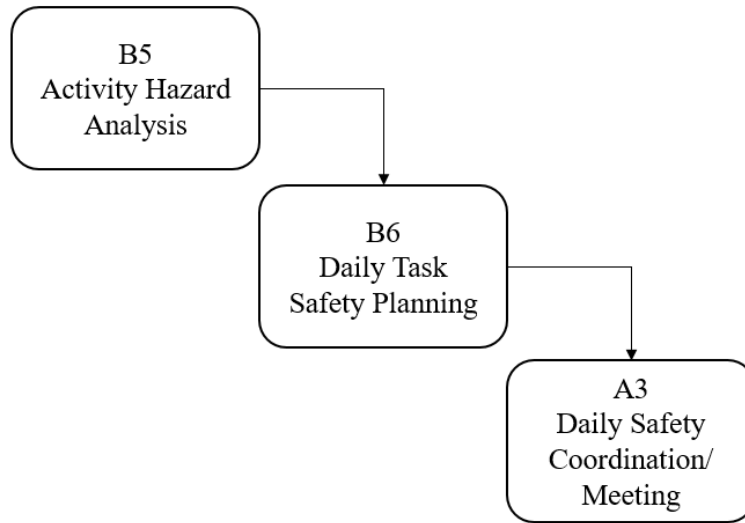 B5
Activity Hazard
Analysis
B6
Daily Task
Safety Planning
A3
Daily Safety
Coordination/
Meeting